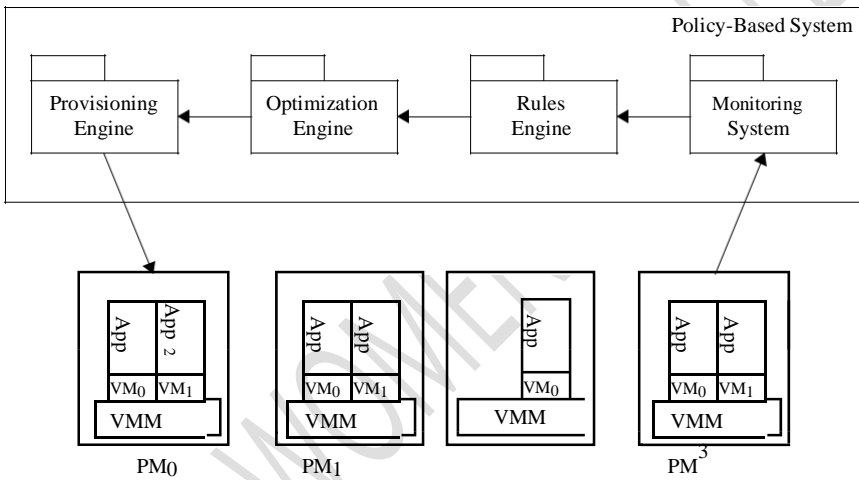 Policy-Based System
Provisioning
Engine
Optimization
Engine
Rules
Engine
Monitoring
System
App
App 2
VM0
VM1
VMM
PM0
App
App
VM0
VM1
VMM
PM1
App
VM0
VMM
App
App
VM0
VM1
VMM
PM3
WOMEN